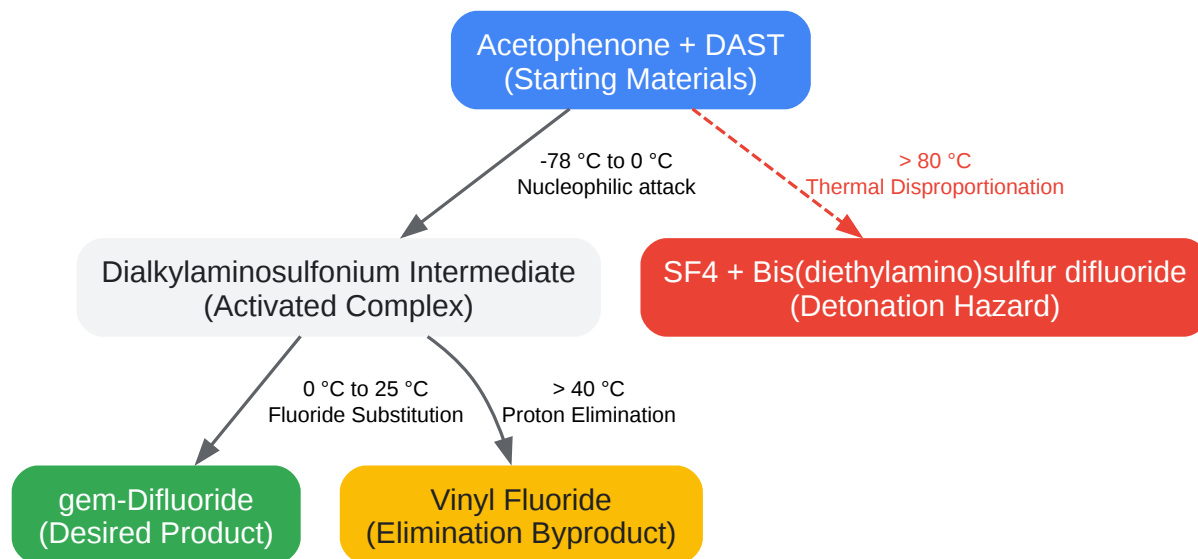 Acetophenone + DAST
(Starting Materials)
-78 °C to 0 °C
Nucleophilic attack
> 80 °C
Thermal Disproportionation
Dialkylaminosulfonium Intermediate
(Activated Complex)
SF4 + Bis(diethylamino)sulfur difluoride
(Detonation Hazard)
0 °C to 25 °C
Fluoride Substitution
> 40 °C
Proton Elimination
gem-Difluoride
(Desired Product)
Vinyl Fluoride
(Elimination Byproduct)